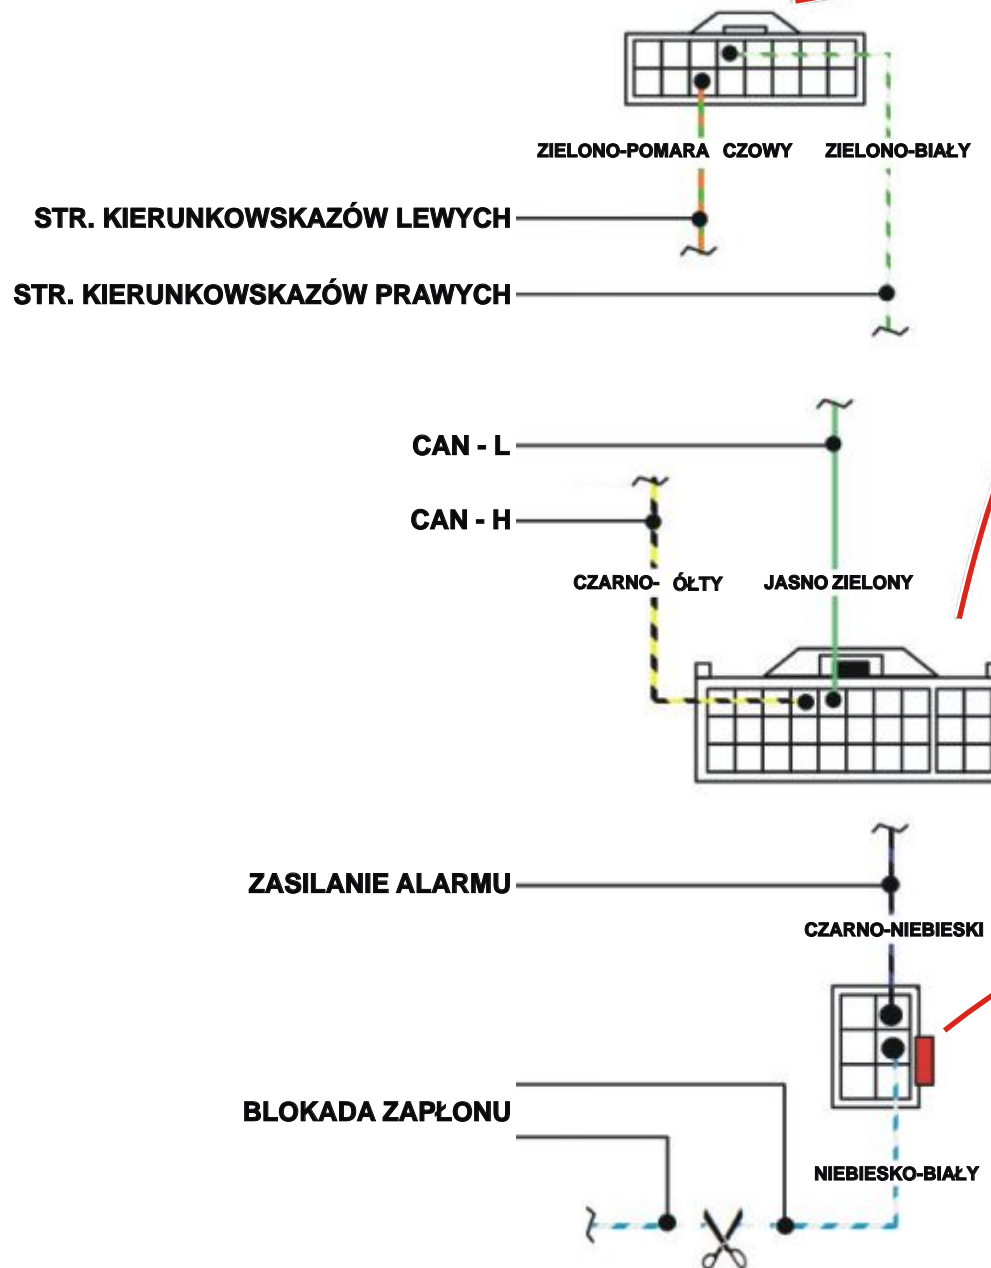 ZIELONO-POMARA CZOWY
ZIELONO-BIAŁY
STR. KIERUNKOWSKAZÓW LEWYCH
STR. KIERUNKOWSKAZÓW PRAWYCH
CAN - L
CAN - H
CZARNO- ÓŁTY
JASNO ZIELONY
ZASILANIE ALARMU
CZARNO-NIEBIESKI
BLOKADA ZAPŁONU
NIEBIESKO-BIAŁY